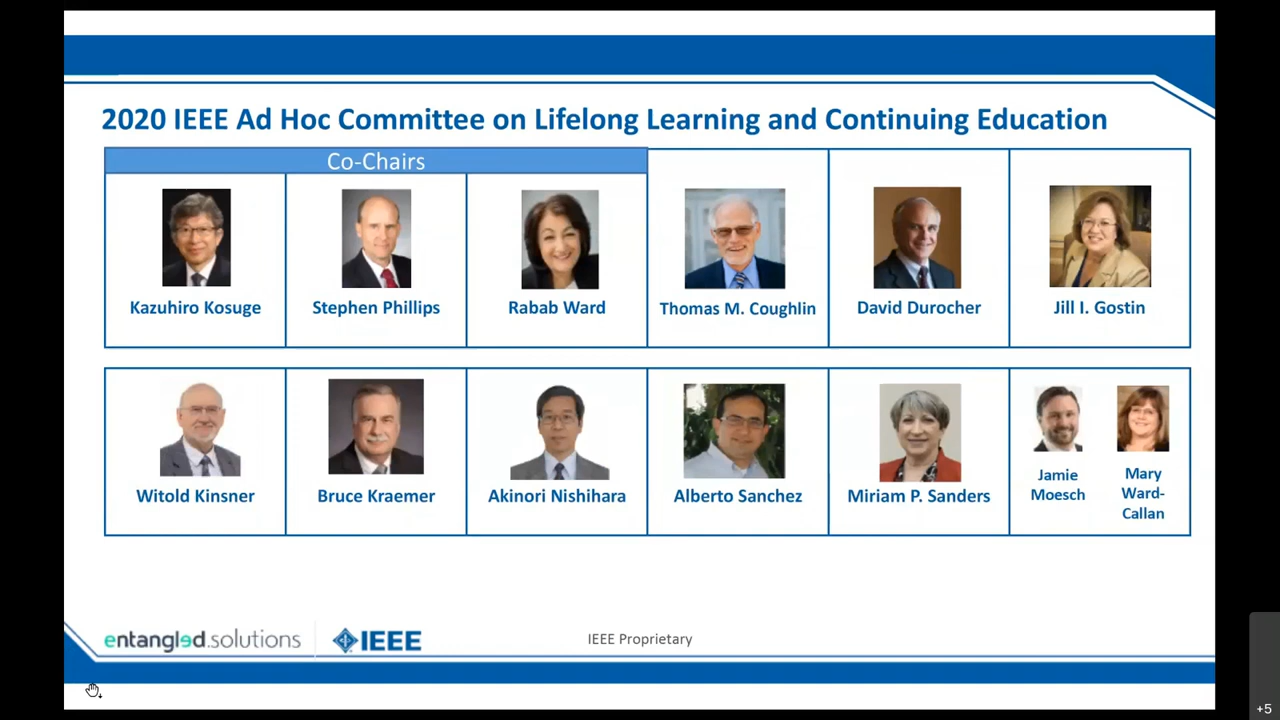 2020 IEEE Ad Hoc Committee on Lifelong Learning and Continuing Education
Co-Chairs
Kazuhiro Kosuge
Stephen Phillips
Rabab Ward
Thomas M. Coughlin
David Durocher
Jill I. Gostin
Witold Kinsner
Bruce Kraemer
Akinori Nishihara
Alberto Sanchez
Miriam P. Sanders
Jamie
Moesch
Mary
Ward-
Callan
entangled.solutions
IEEE
IEEE Proprietary
+5